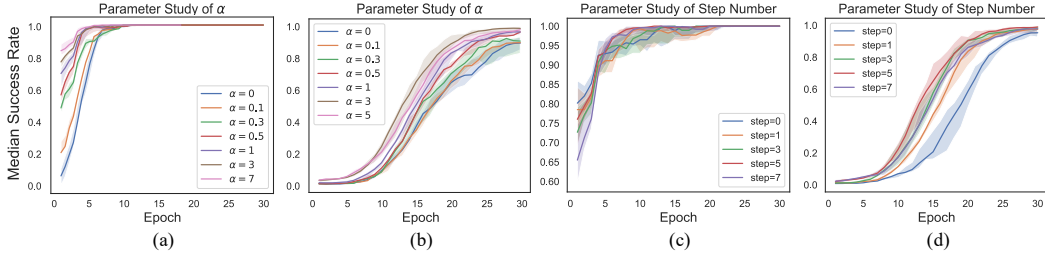 Parameter Study of α
Median Success Rate
1.0
0.8
0.6
0.4
0.2
0.0
α = 0
α = 0.1
α = 0.3
α = 0.5
α = 1
α = 3
α = 7
0 5 10 15 20 25 30
Epoch
(a)
Parameter Study of α
1.0
0.8
0.6
0.4
0.2
0.0
α = 0
α = 0.1
α = 0.3
α = 0.5
α = 1
α = 3
α = 5
0 5 10 15 20 25 30
Epoch
(b)
Parameter Study of Step Number
1.00
0.95
0.90
0.85
0.80
0.75
0.70
0.65
0.60
step=0
step=1
step=3
step=5
step=7
0 5 10 15 20 25 30
Epoch
(c)
Parameter Study of Step Number
1.0
0.8
0.6
0.4
0.2
0.0
step=0
step=1
step=3
step=5
step=7
0 5 10 15 20 25 30
Epoch
(d)